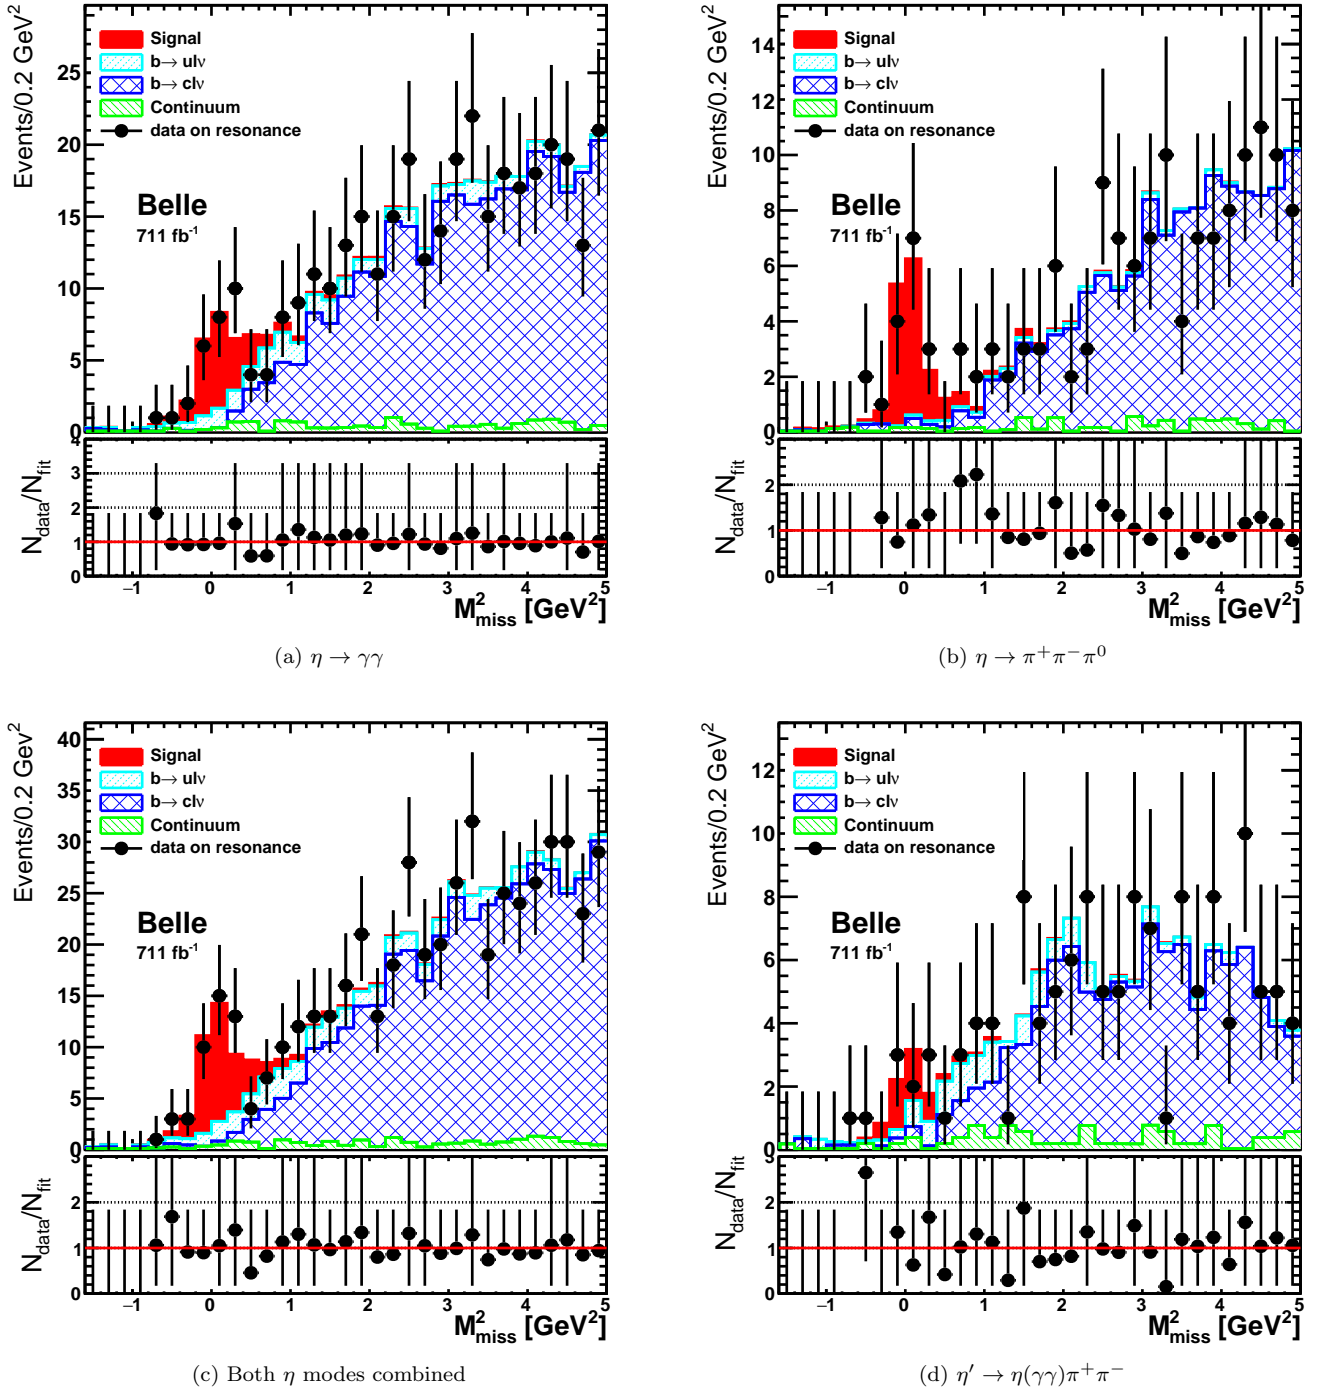 Events/0.2 GeV²
25
20
15
10
5
0
Signal
b→ ulν
b→ clν
Continuum
data on resonance
Belle
711 fb⁻¹
N_data/N_fit
4
3
2
1
0
−1 0 1 2 3 4 5
M²_miss [GeV²]
(a) η → γγ
Events/0.2 GeV²
14
12
10
8
6
4
2
0
Signal
b→ ulν
b→ clν
Continuum
data on resonance
Belle
711 fb⁻¹
N_data/N_fit
3
2
1
0
−1 0 1 2 3 4 5
M²_miss [GeV²]
(b) η → π⁺π⁻π⁰
Events/0.2 GeV²
40
35
30
25
20
15
10
5
0
Signal
b→ ulν
b→ clν
Continuum
data on resonance
Belle
711 fb⁻¹
N_data/N_fit
3
2
1
0
−1 0 1 2 3 4 5
M²_miss [GeV²]
(c) Both η modes combined
Events/0.2 GeV²
12
10
8
6
4
2
0
Signal
b→ ulν
b→ clν
Continuum
data on resonance
Belle
711 fb⁻¹
N_data/N_fit
3
2
1
0
−1 0 1 2 3 4 5
M²_miss [GeV²]
(d) η′ → η(γγ)π⁺π⁻